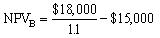 NPV_B = $18,000 / 1.1 − $15,000